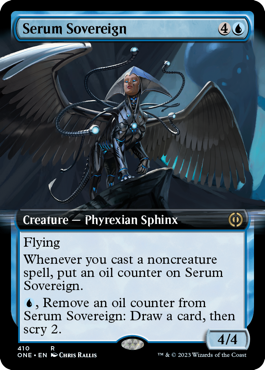 Serum Sovereign 4
Creature — Phyrexian Sphinx
Flying
Whenever you cast a noncreature
spell, put an oil counter on Serum
Sovereign.
, Remove an oil counter from
Serum Sovereign: Draw a card, then
scry 2.
4/4
410 R
ONE • EN Chris Rallis ™ & © 2023 Wizards of the Coast